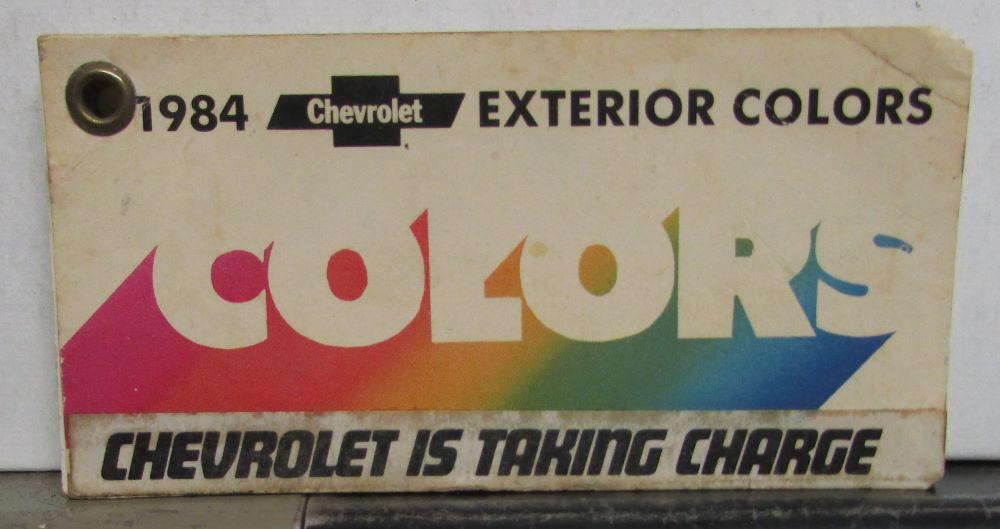 1984 Chevrolet EXTERIOR COLORS
COLORS
CHEVROLET IS TAKING CHARGE